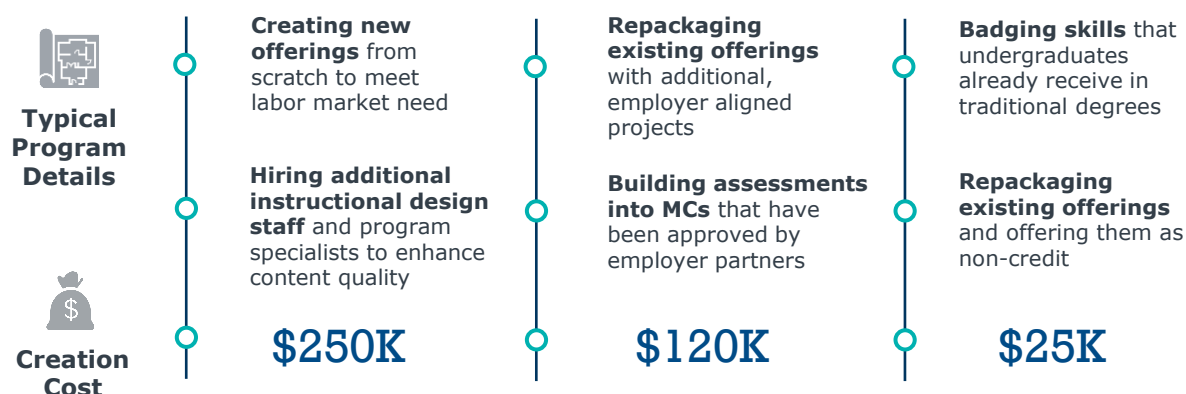 Typical
Program
Details
Creating new
offerings from
scratch to meet
labor market need
Repackaging
existing offerings
with additional,
employer aligned
projects
Badging skills that
undergraduates
already receive in
traditional degrees
Hiring additional
instructional design
staff and program
specialists to enhance
content quality
Building assessments
into MCs that have
been approved by
employer partners
Repackaging
existing offerings
and offering them as
non-credit
$
Creation
Cost
$250K
$120K
$25K